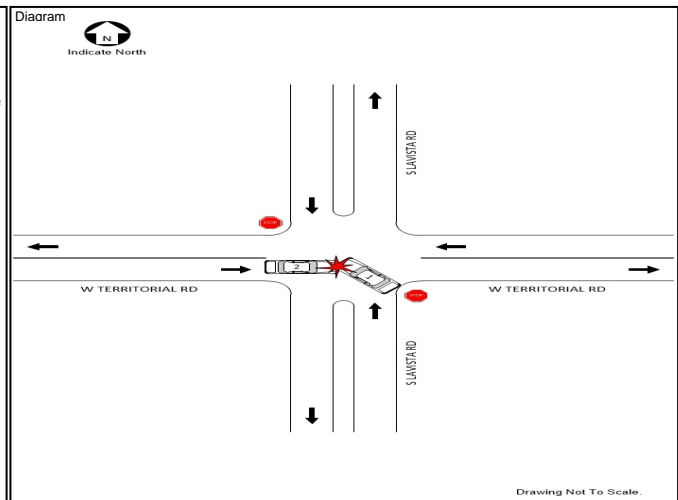 Diagram
N
Indicate North
S LAVISTA RD
STOP
2
1
W TERRITORIAL RD
W TERRITORIAL RD
STOP
S LAVISTA RD
Drawing Not To Scale.